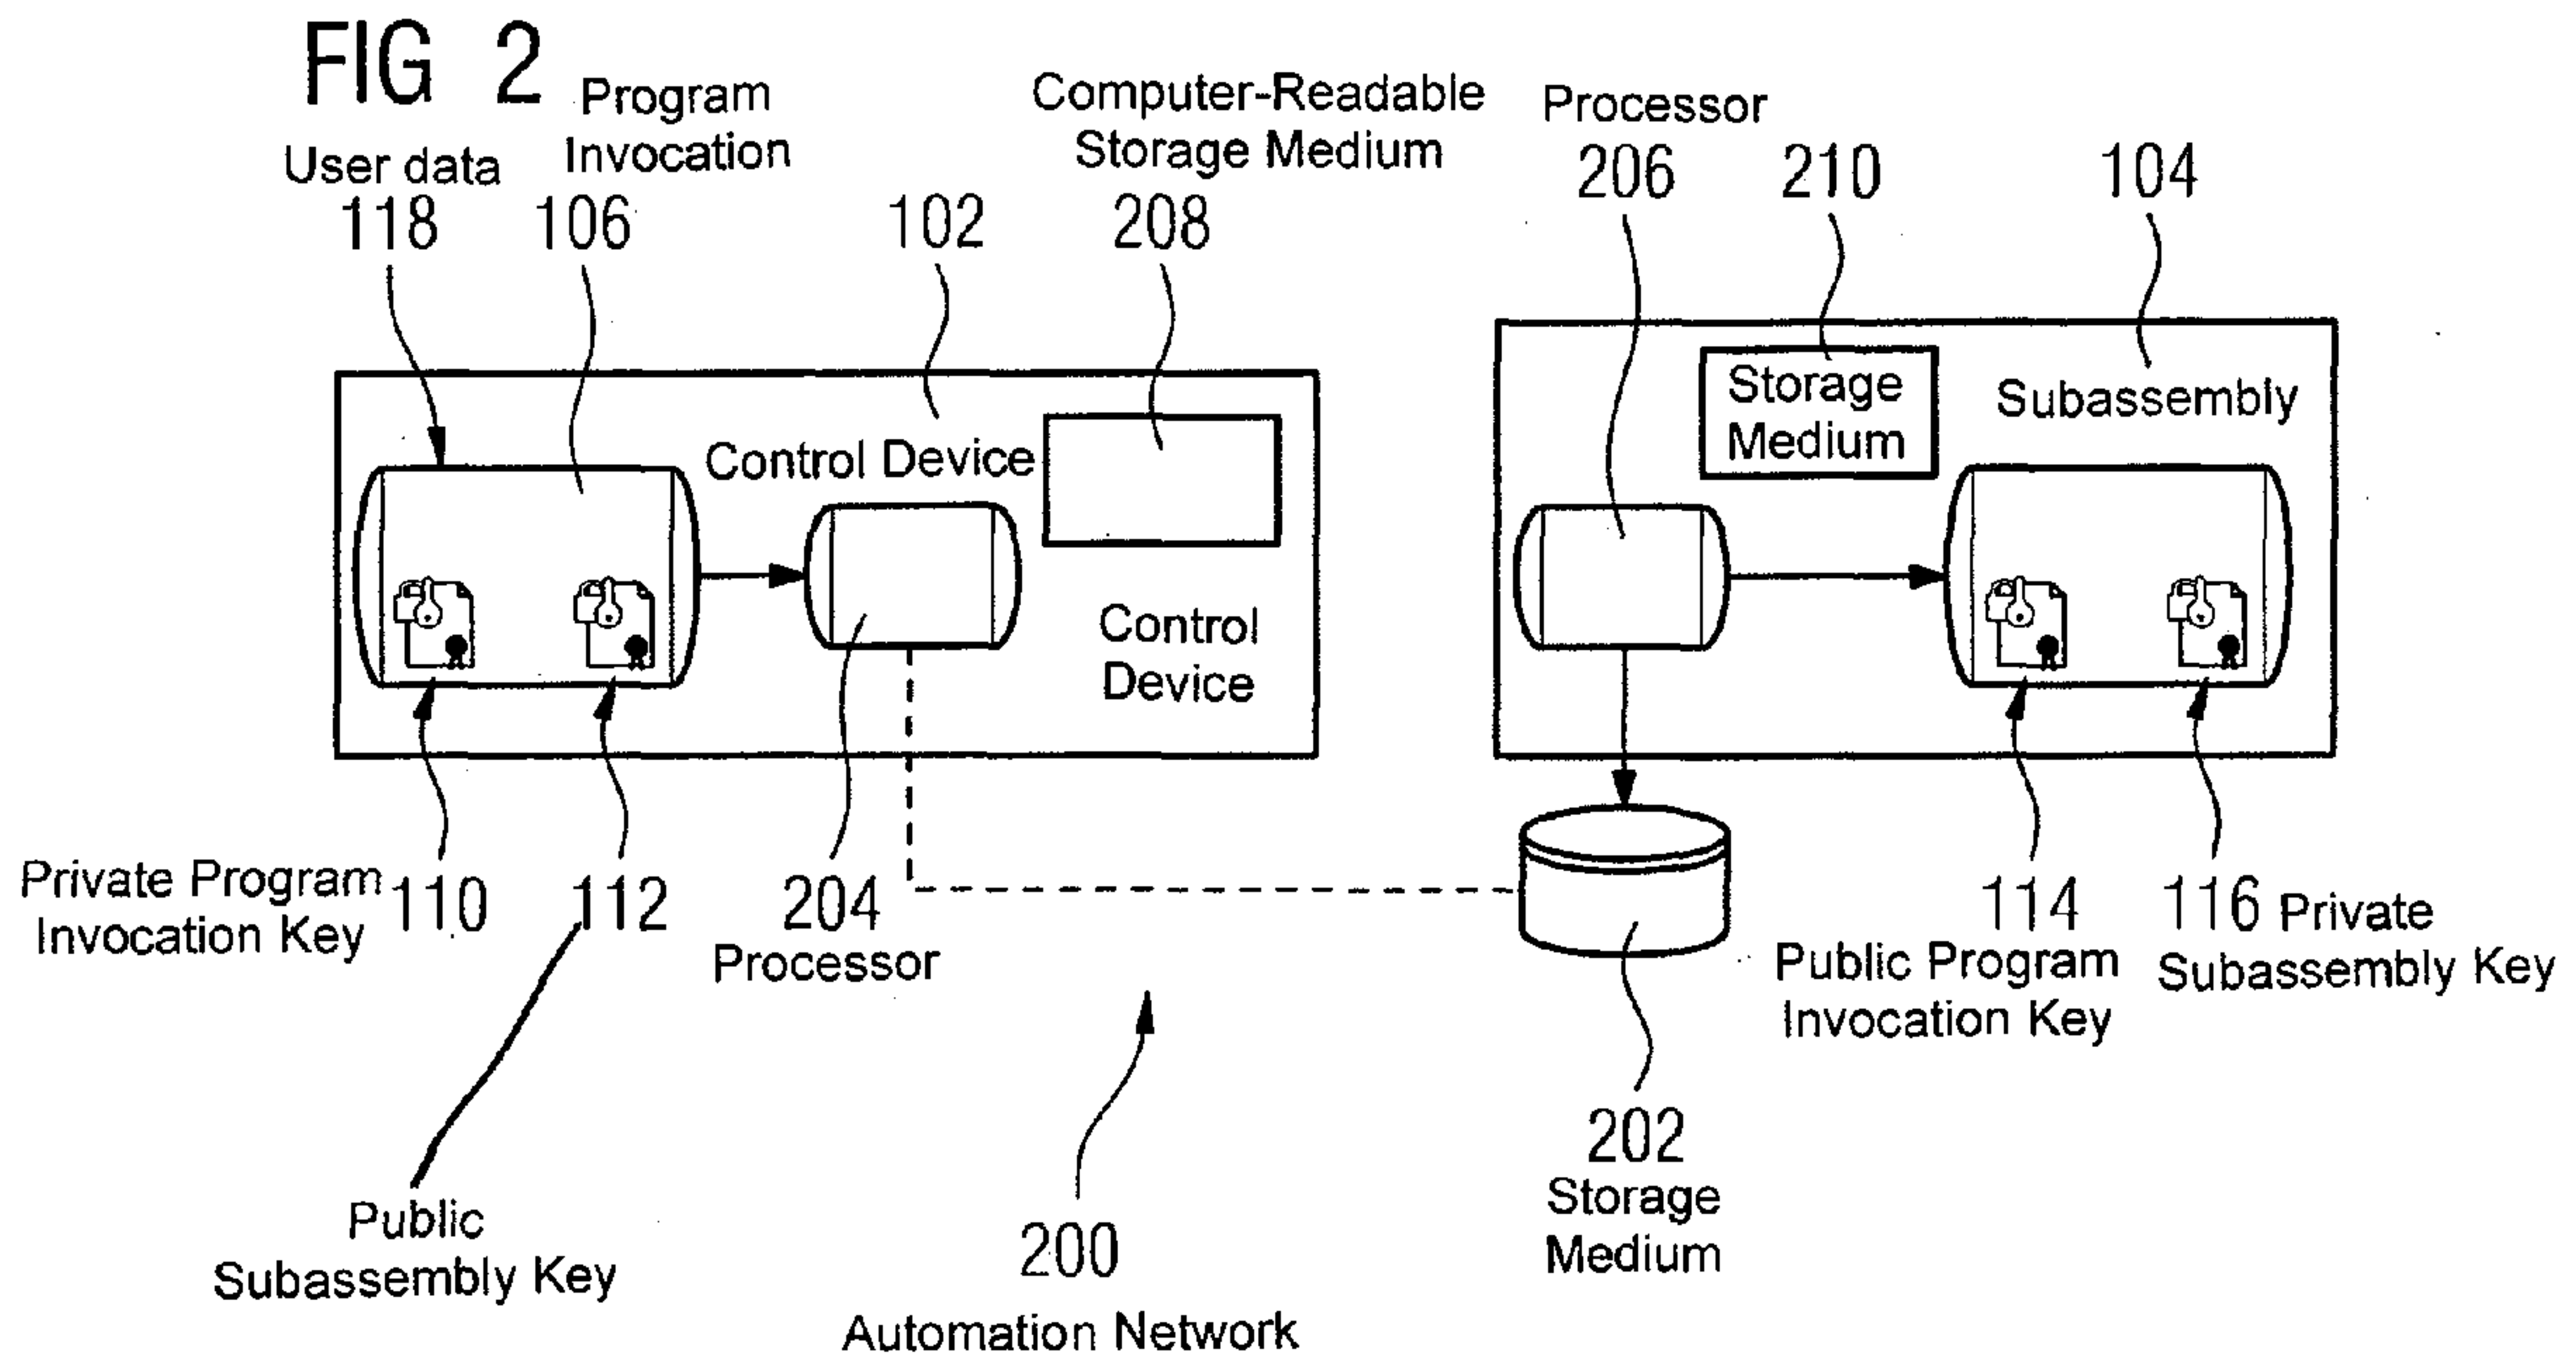 FIG 2
Program
Invocation
User data
118
106
102
Computer-Readable
Storage Medium
208
Processor
206
210
104
Control Device
Control
Device
Storage
Medium
Subassembly
Private Program
Invocation Key
110
112
204
Processor
Public
Subassembly Key
200
Automation Network
202
Storage
Medium
114
Public Program
Invocation Key
116 Private
Subassembly Key